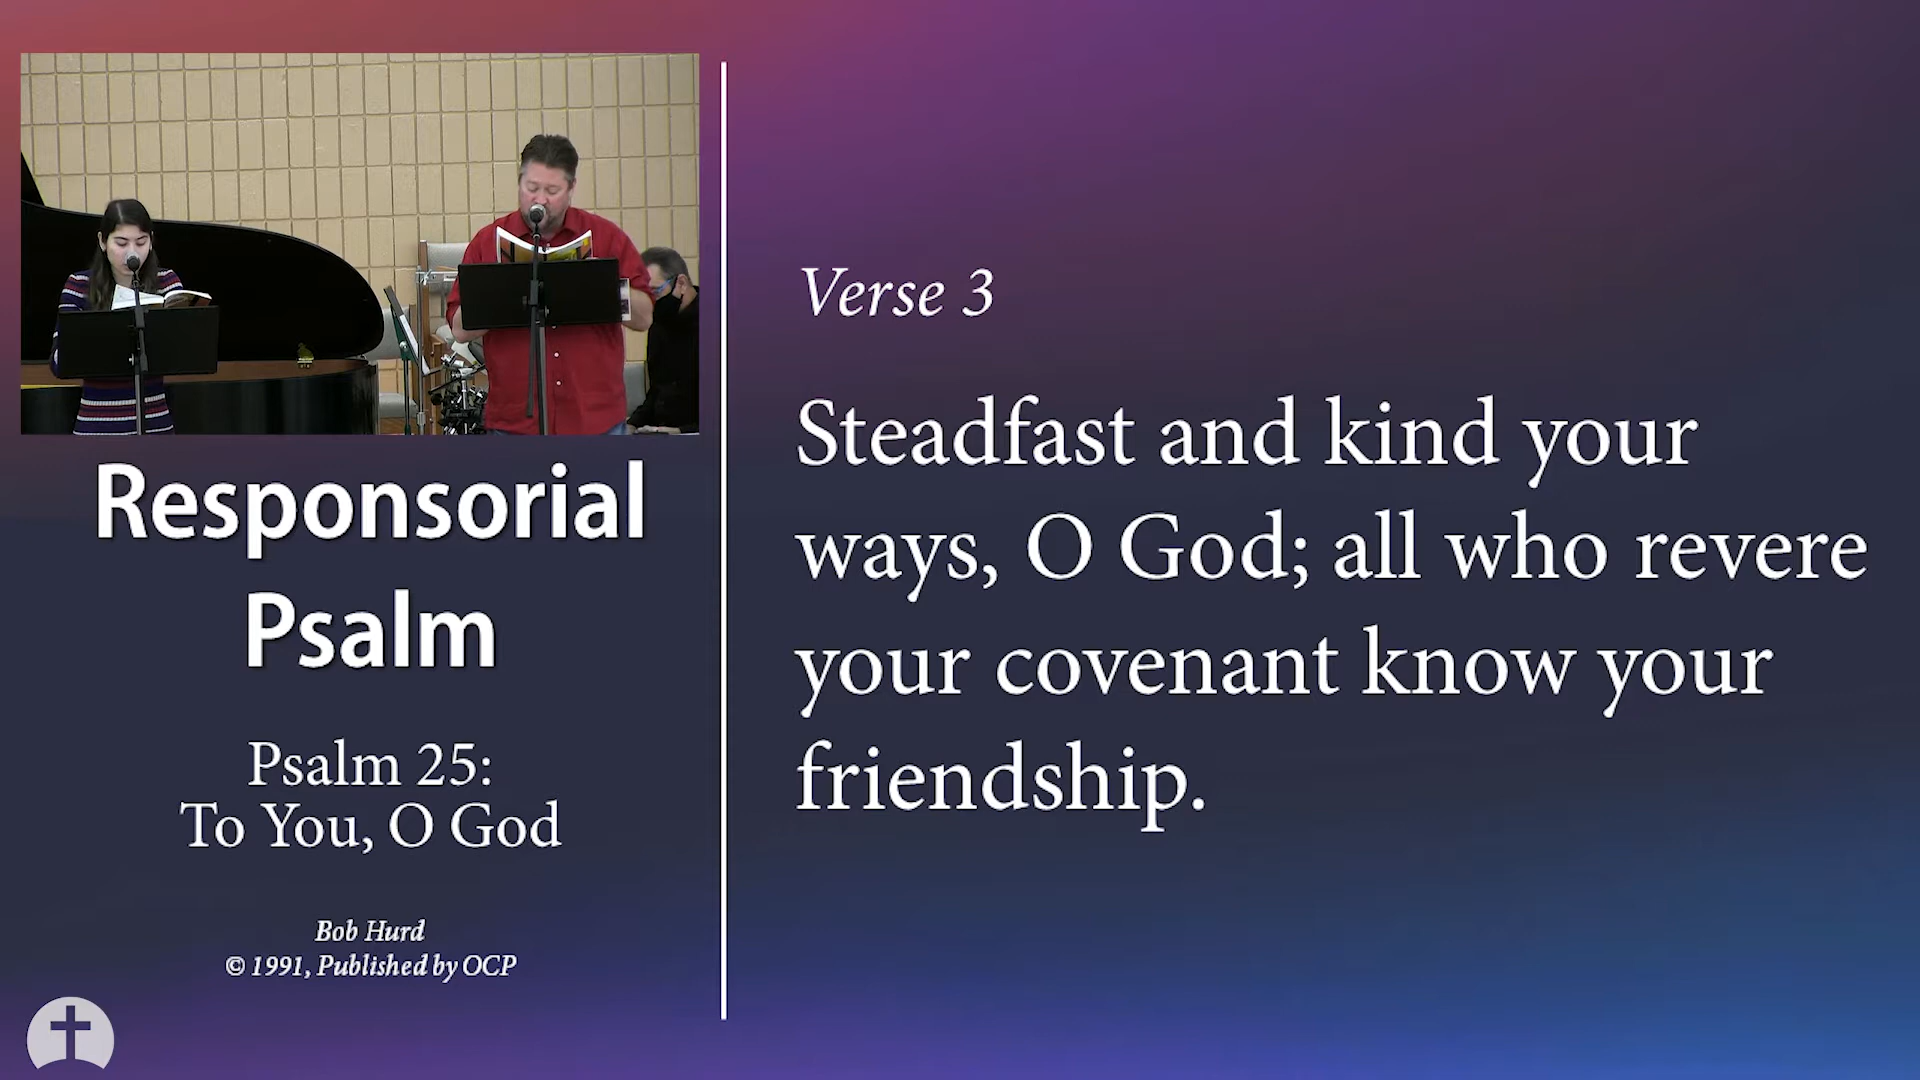 Responsorial
Psalm
Psalm 25:
To You, O God
Bob Hurd
© 1991, Published by OCP
Verse 3
Steadfast and kind your
ways, O God; all who revere
your covenant know your
friendship.